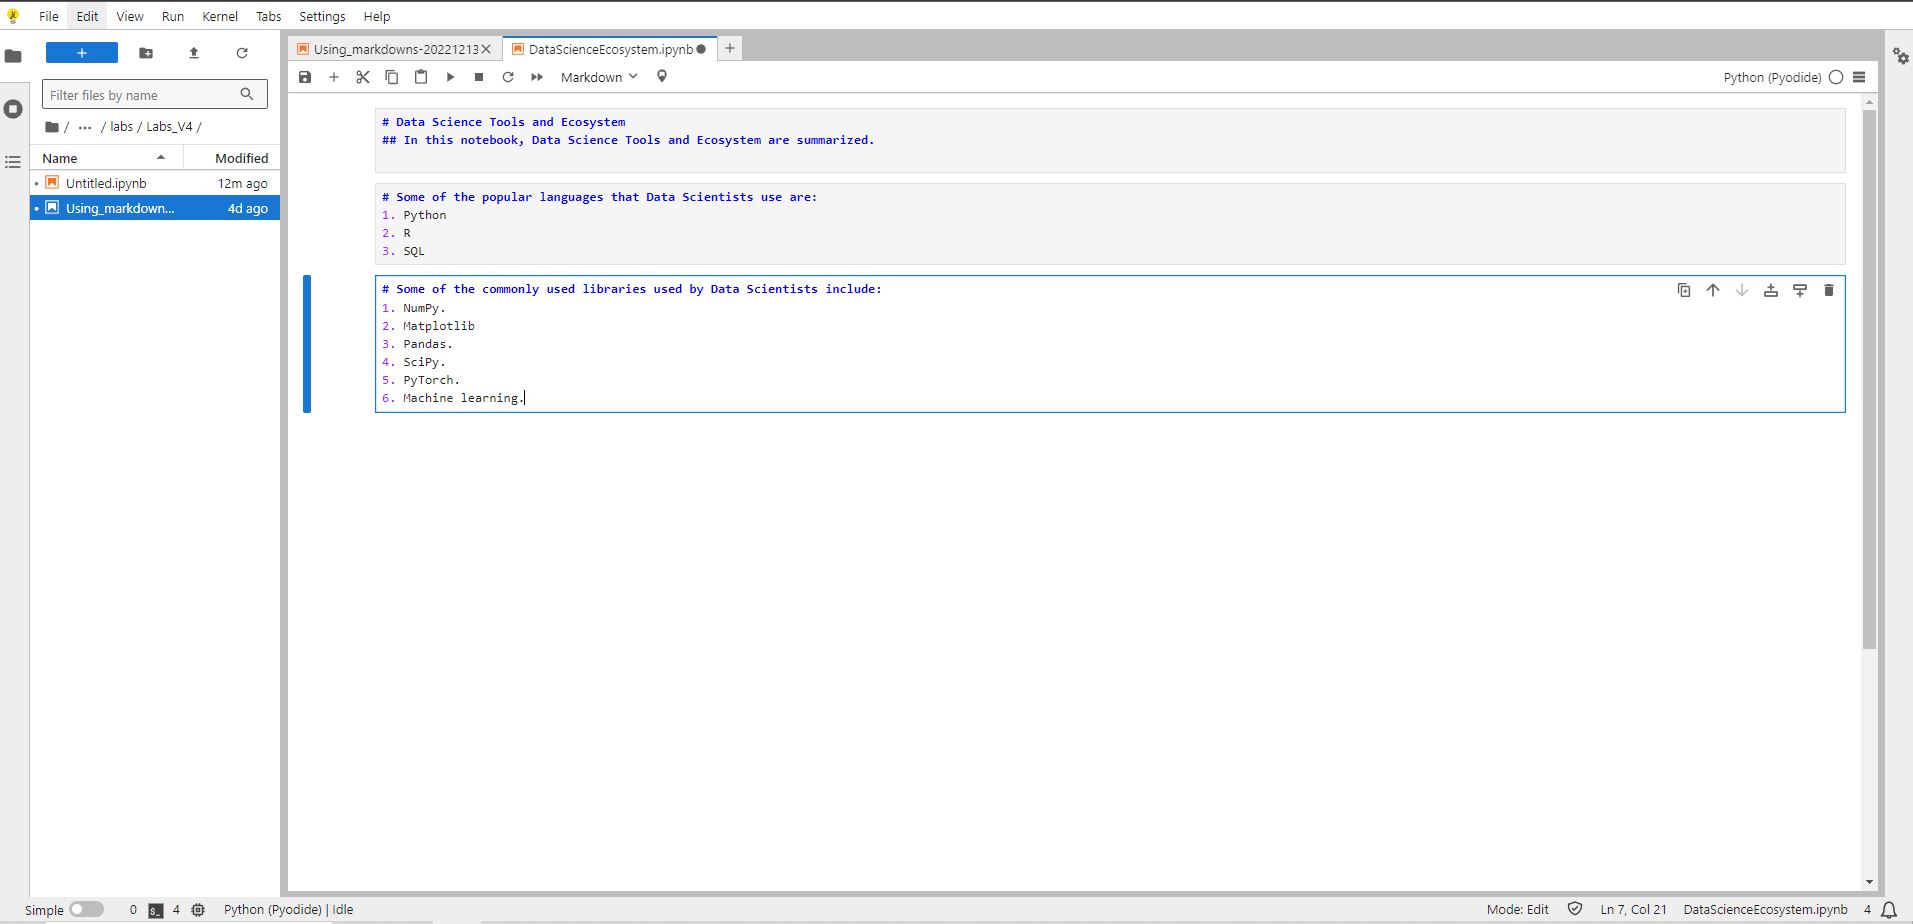 File Edit View Run Kernel Tabs Settings Help
Using_markdowns-20221213
DataScienceEcosystem.ipynb
Filter files by name
/ ... / labs / Labs_V4 /
Name Modified
Untitled.ipynb 12m ago
Using_markdown... 4d ago
Markdown
Python (Pyodide)
# Data Science Tools and Ecosystem
## In this notebook, Data Science Tools and Ecosystem are summarized.
# Some of the popular languages that Data Scientists use are:
1. Python
2. R
3. SQL
# Some of the commonly used libraries used by Data Scientists include:
1. NumPy.
2. Matplotlib
3. Pandas.
4. SciPy.
5. PyTorch.
6. Machine learning.
Simple 0 $_ 4 Python (Pyodide) | Idle Mode: Edit Ln 7, Col 21 DataScienceEcosystem.ipynb 4